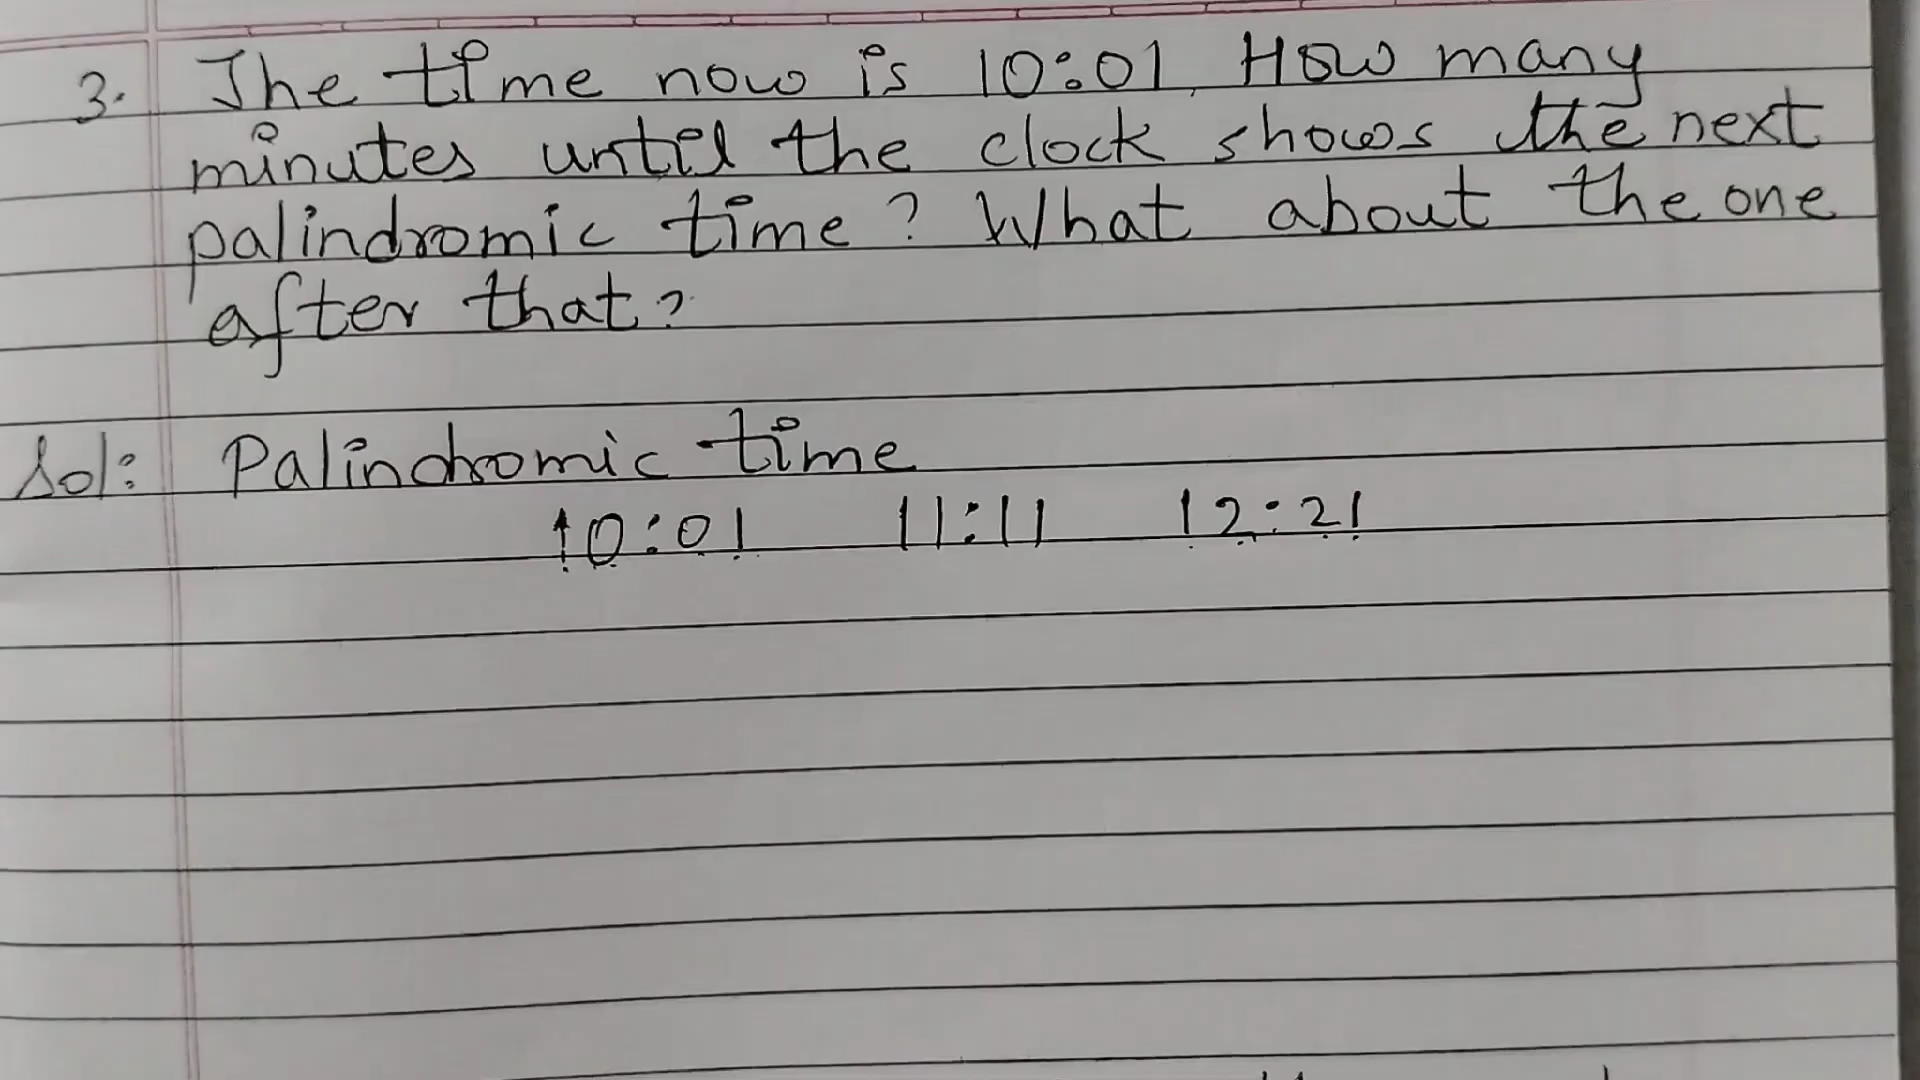 3. The time now is 10:01. How many
minutes until the clock shows the next
palindromic time? What about the one
after that?
Sol: Palindromic time
10:01 11:11 12:21